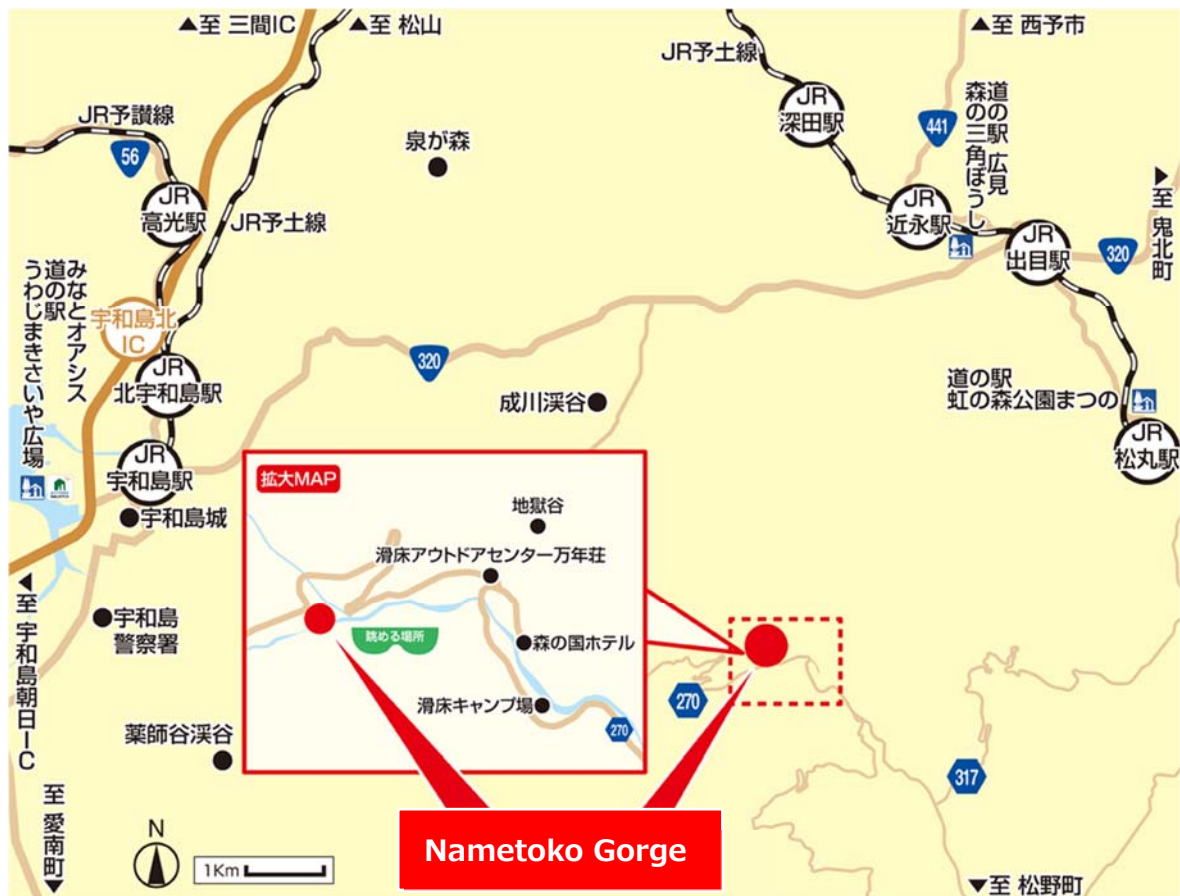 ▲至 三間IC
▲至 松山
▲至 西予市
JR予土線
JR予讃線
56
泉が森
JR
深田駅
441
道の駅 広見
森の三角ぼうし
JR
高光駅
JR予土線
JR
近永駅
▲至 鬼北町
JR
出目駅
320
みなとオアシス
道の駅
うわじまきさいや広場
宇和島北
IC
320
JR
北宇和島駅
成川渓谷
道の駅
虹の森公園まつの
JR
松丸駅
JR
宇和島駅
宇和島城
拡大MAP
地獄谷
滑床アウトドアセンター万年荘
眺める場所
森の国ホテル
滑床キャンプ場
270
▲至 宇和島朝日IC
宇和島
警察署
270
薬師谷渓谷
317
至 愛南町▼
N
1Km
Nametoko Gorge
▼至 松野町